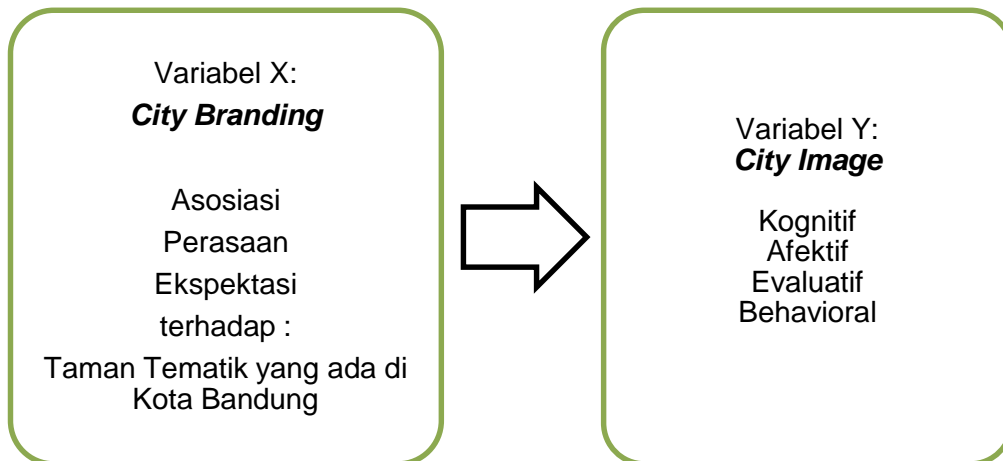 Variabel X:
City Branding
Asosiasi
Perasaan
Ekspektasi
terhadap :
Taman Tematik yang ada di
Kota Bandung
Variabel Y:
City Image
Kognitif
Afektif
Evaluatif
Behavioral